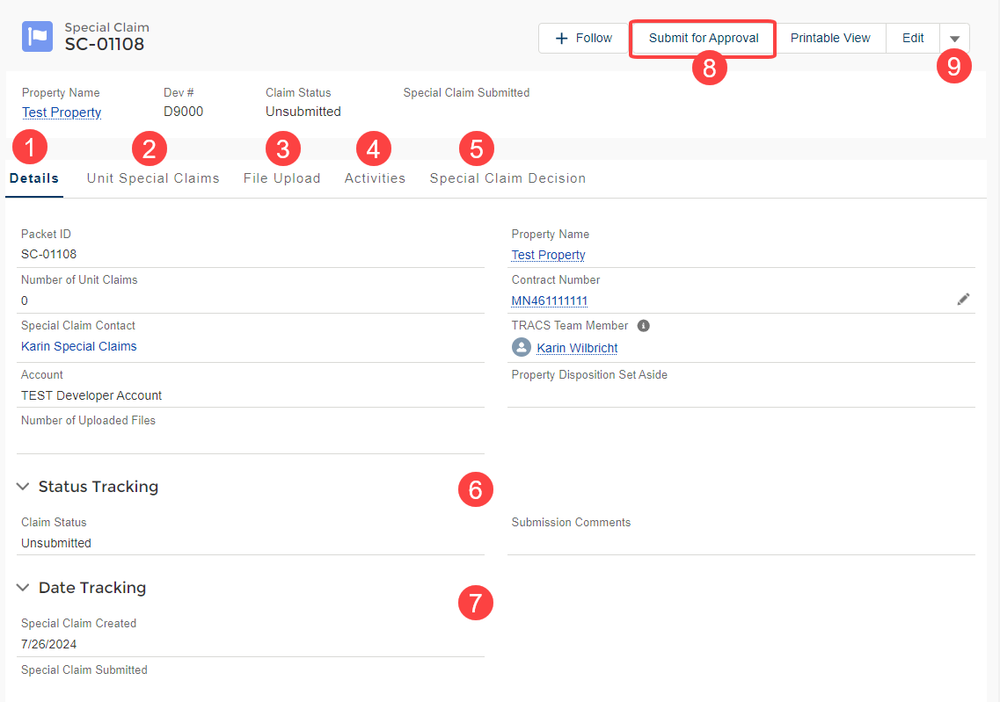 Special Claim
SC-01108
Follow
Submit for Approval
Printable View
Edit
8
9
Property Name
Dev #
Claim Status
Special Claim Submitted
Test Property
D9000
Unsubmitted
1
2
3
4
5
Details
Unit Special Claims
File Upload
Activities
Special Claim Decision
Packet ID
SC-01108
Property Name
Test Property
Number of Unit Claims
0
Contract Number
MN461111111
Special Claim Contact
Karin Special Claims
TRACS Team Member
Karin Wilbricht
Account
TEST Developer Account
Property Disposition Set Aside
Number of Uploaded Files
Status Tracking
6
Claim Status
Unsubmitted
Submission Comments
Date Tracking
7
Special Claim Created
7/26/2024
Special Claim Submitted